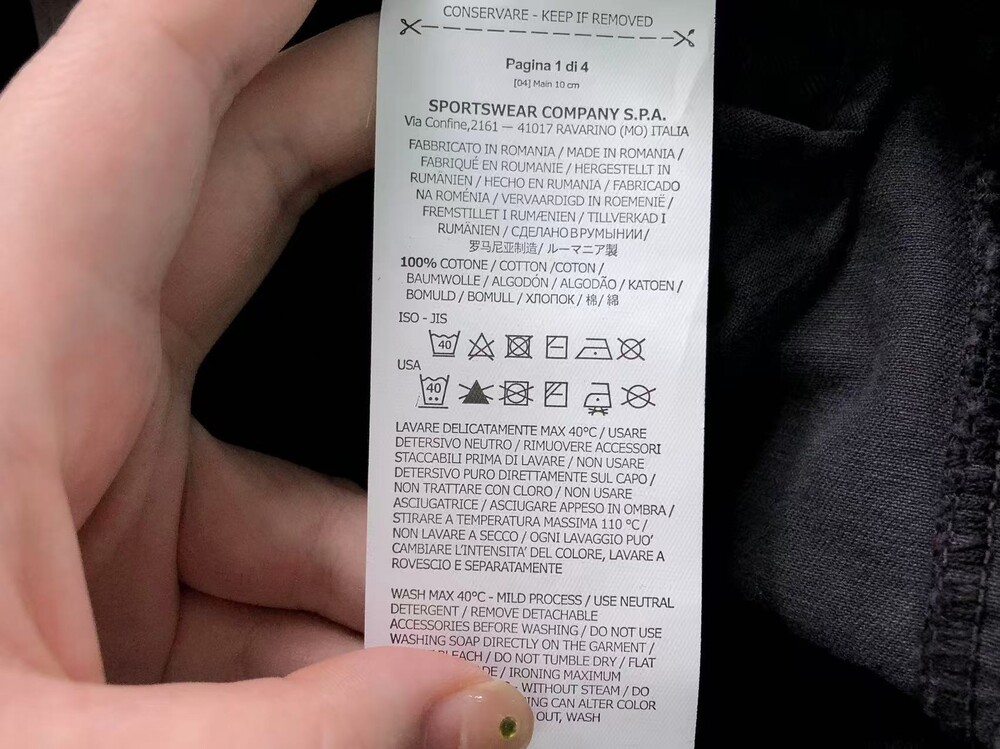 CONSERVARE - KEEP IF REMOVED
Pagina 1 di 4
[04] Main 10 cm
SPORTSWEAR COMPANY S.P.A.
Via Confine,2161 — 41017 RAVARINO (MO) ITALIA
FABBRICATO IN ROMANIA / MADE IN ROMANIA /
FABRIQUÉ EN ROUMANIE / HERGESTELLT IN
RUMÄNIEN / HECHO EN RUMANIA / FABRICADO
NA ROMÉNIA / VERVAARDIGD IN ROEMENIË /
FREMSTILLET I RUMÆNIEN / TILLVERKAD I
RUMÄNIEN / СДЕЛАНО В РУМЫНИИ/
罗马尼亚制造/ ルーマニア製
100% COTONE / COTTON /COTON /
BAUMWOLLE / ALGODÓN / ALGODÃO / KATOEN /
BOMULD / BOMULL / ХЛОПОК / 棉/ 綿
ISO - JIS
40
USA
40
LAVARE DELICATAMENTE MAX 40°C / USARE
DETERSIVO NEUTRO / RIMUOVERE ACCESSORI
STACCABILI PRIMA DI LAVARE / NON USARE
DETERSIVO PURO DIRETTAMENTE SUL CAPO /
NON TRATTARE CON CLORO / NON USARE
ASCIUGATRICE / ASCIUGARE APPESO IN OMBRA /
STIRARE A TEMPERATURA MASSIMA 110 °C /
NON LAVARE A SECCO / OGNI LAVAGGIO PUO'
CAMBIARE L'INTENSITA' DEL COLORE, LAVARE A
ROVESCIO E SEPARATAMENTE
WASH MAX 40°C - MILD PROCESS / USE NEUTRAL
DETERGENT / REMOVE DETACHABLE
ACCESSORIES BEFORE WASHING / DO NOT USE
WASHING SOAP DIRECTLY ON THE GARMENT /
/ DO NOT TUMBLE DRY / FLAT
/ IRONING MAXIMUM
- WITHOUT STEAM / DO
CAN ALTER COLOR
OUT, WASH